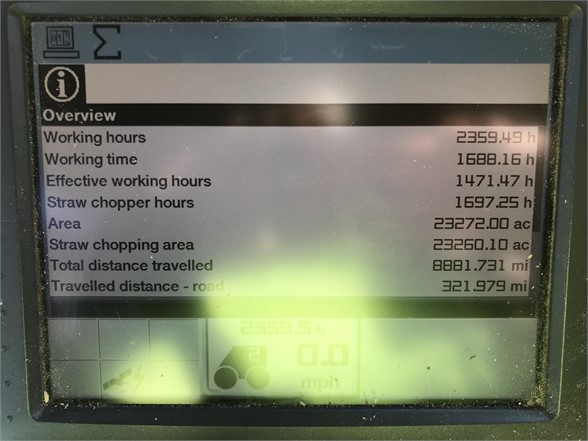 Overview
Working hours 2359.49 h
Working time 1688.16 h
Effective working hours 1471.47 h
Straw chopper hours 1697.25 h
Area 23272.00 ac
Straw chopping area 23260.10 ac
Total distance travelled 8881.731 mi
Travelled distance - road 321.979 mi
2359.5 h
0.0
mph